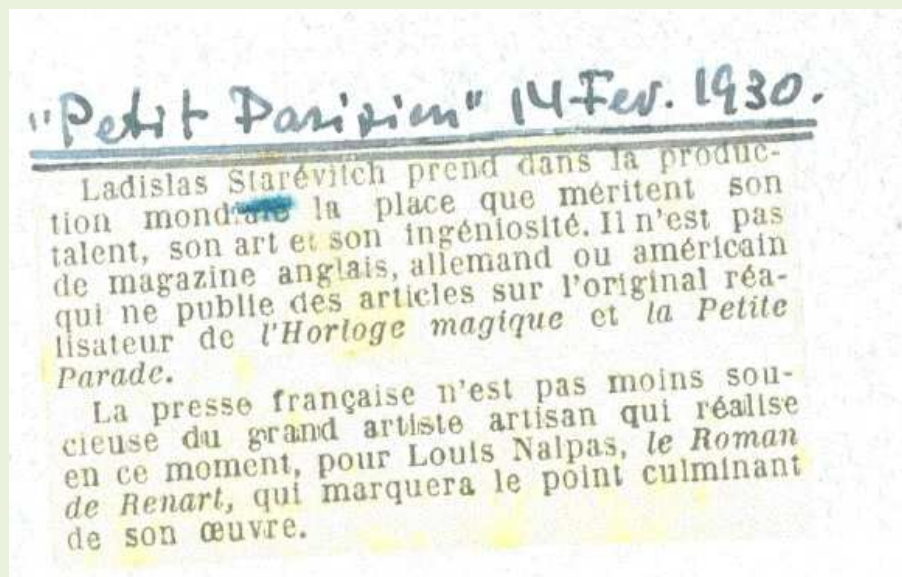 "Petit Parisien" 14 Fev. 1930.
Ladislas Starévitch prend dans la produc-
tion mondiale la place que méritent son
talent, son art et son ingéniosité. Il n'est pas
de magazine anglais, allemand ou américain
qui ne publie des articles sur l'original réa-
lisateur de l'Horloge magique et la Petite
Parade.
La presse française n'est pas moins sou-
cieuse du grand artiste artisan qui réalise
en ce moment, pour Louis Nalpas, le Roman
de Renart, qui marquera le point culminant
de son œuvre.